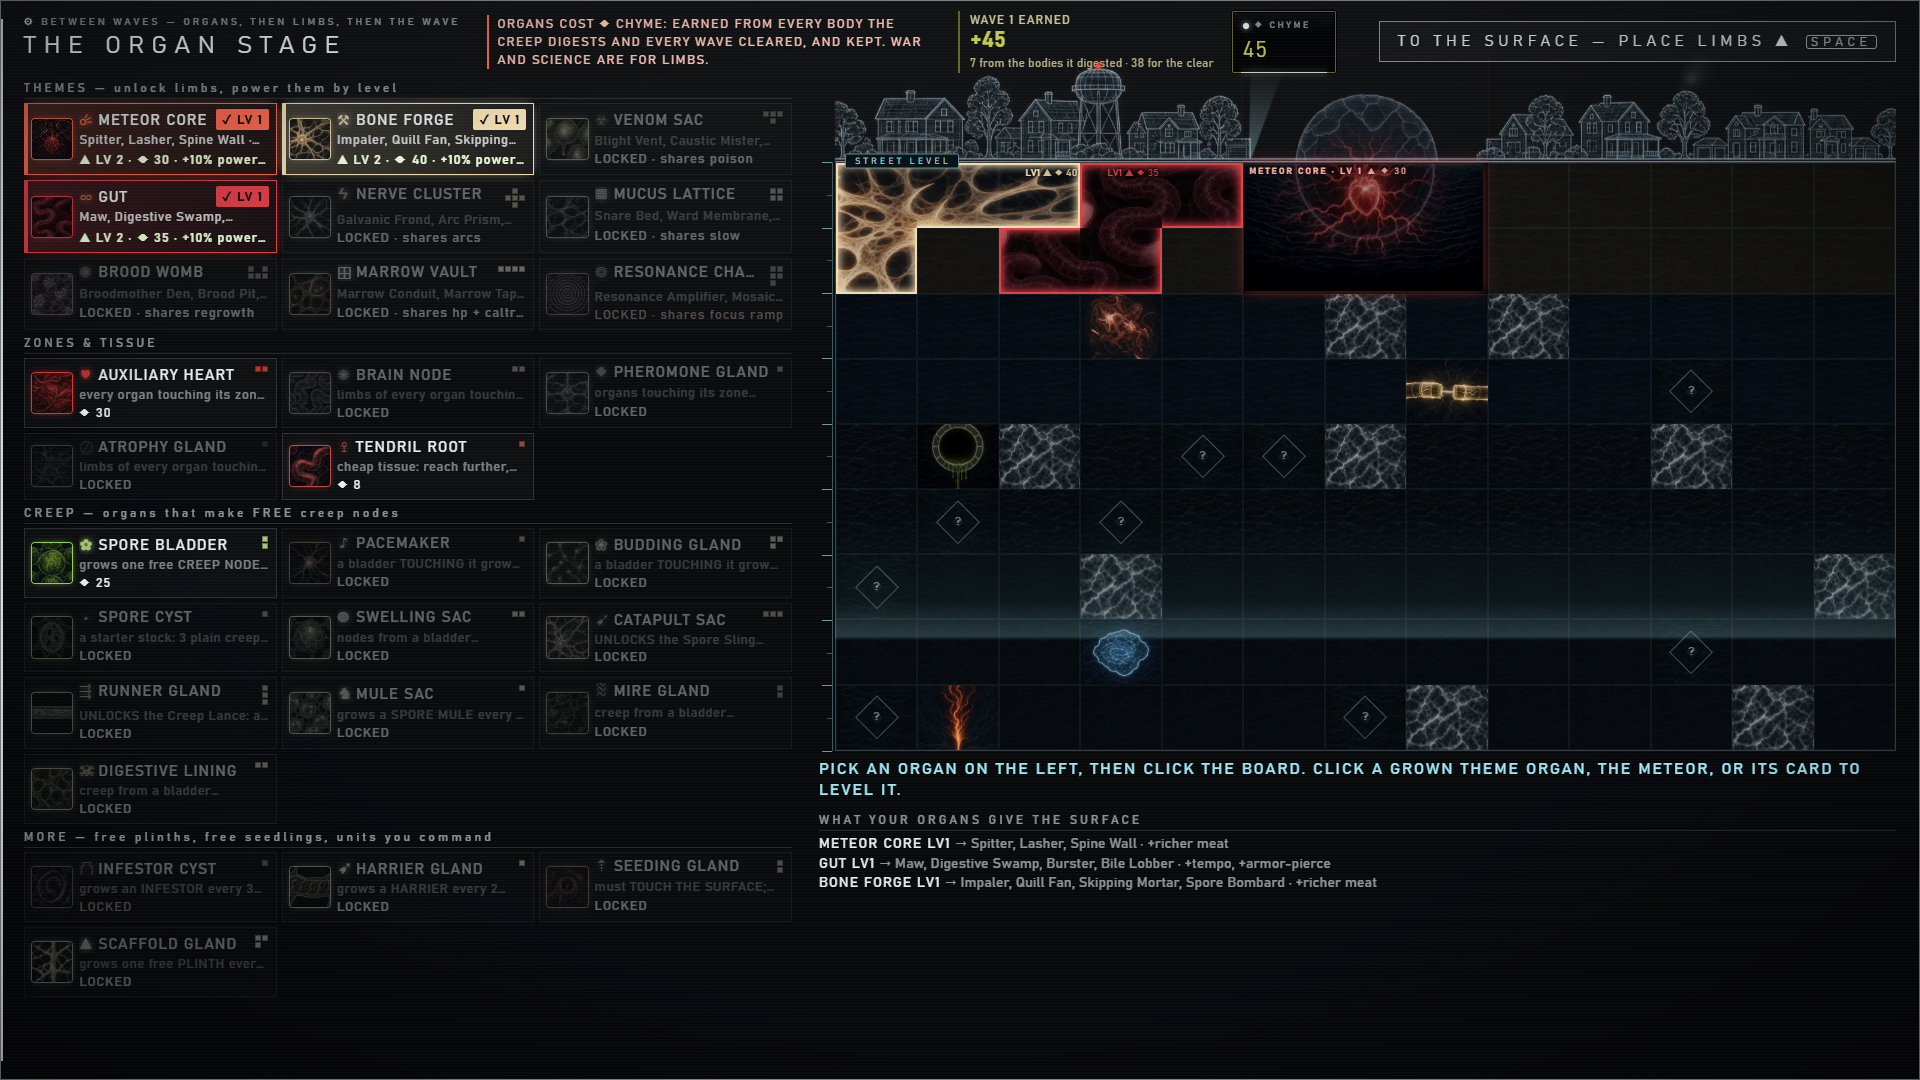 BETWEEN WAVES — ORGANS, THEN LIMBS, THEN THE WAVE
THE ORGAN STAGE
ORGANS COST ◆ CHYME: EARNED FROM EVERY BODY THE
CREEP DIGESTS AND EVERY WAVE CLEARED, AND KEPT. WAR
AND SCIENCE ARE FOR LIMBS.
WAVE 1 EARNED
+45
7 from the bodies it digested · 38 for the clear
◆ CHYME
45
TO THE SURFACE — PLACE LIMBS ▲ SPACE
THEMES — unlock limbs, power them by level
METEOR CORE ✓ LV 1
Spitter, Lasher, Spine Wall ·…
▲ LV 2 · ◆ 30 · +10% power…
BONE FORGE ✓ LV 1
Impaler, Quill Fan, Skipping…
▲ LV 2 · ◆ 40 · +10% power…
VENOM SAC
Blight Vent, Caustic Mister,…
LOCKED · shares poison
GUT ✓ LV 1
Maw, Digestive Swamp,…
▲ LV 2 · ◆ 35 · +10% power…
NERVE CLUSTER
Galvanic Frond, Arc Prism,…
LOCKED · shares arcs
MUCUS LATTICE
Snare Bed, Ward Membrane,…
LOCKED · shares slow
BROOD WOMB
Broodmother Den, Brood Pit,…
LOCKED · shares regrowth
MARROW VAULT
Marrow Conduit, Marrow Tap…
LOCKED · shares hp + caltr…
RESONANCE CHA…
Resonance Amplifier, Mosaic…
LOCKED · shares focus ramp
ZONES & TISSUE
AUXILIARY HEART
every organ touching its zon…
◆ 30
BRAIN NODE
limbs of every organ touchin…
LOCKED
PHEROMONE GLAND
organs touching its zone…
LOCKED
ATROPHY GLAND
limbs of every organ touchin…
LOCKED
TENDRIL ROOT
cheap tissue: reach further,…
◆ 8
CREEP — organs that make FREE creep nodes
SPORE BLADDER
grows one free CREEP NODE…
◆ 25
PACEMAKER
a bladder TOUCHING it grow…
LOCKED
BUDDING GLAND
a bladder TOUCHING it grow…
LOCKED
SPORE CYST
a starter stock: 3 plain creep…
LOCKED
SWELLING SAC
nodes from a bladder…
LOCKED
CATAPULT SAC
UNLOCKS the Spore Sling…
LOCKED
RUNNER GLAND
UNLOCKS the Creep Lance: a…
LOCKED
MULE SAC
grows a SPORE MULE every …
LOCKED
MIRE GLAND
creep from a bladder…
LOCKED
DIGESTIVE LINING
creep from a bladder…
LOCKED
MORE — free plinths, free seedlings, units you command
INFESTOR CYST
grows an INFESTOR every 3…
LOCKED
HARRIER GLAND
grows a HARRIER every 2…
LOCKED
SEEDING GLAND
must TOUCH THE SURFACE;…
LOCKED
SCAFFOLD GLAND
grows one free PLINTH ever…
LOCKED
STREET LEVEL
LV1 ▲ ◆ 40
LV1 ▲ ◆ 35
METEOR CORE · LV 1 ▲ ◆ 30
?
? ?
? ?
?
?
? ?
PICK AN ORGAN ON THE LEFT, THEN CLICK THE BOARD. CLICK A GROWN THEME ORGAN, THE METEOR, OR ITS CARD TO
LEVEL IT.
WHAT YOUR ORGANS GIVE THE SURFACE
METEOR CORE LV1 → Spitter, Lasher, Spine Wall · +richer meat
GUT LV1 → Maw, Digestive Swamp, Burster, Bile Lobber · +tempo, +armor-pierce
BONE FORGE LV1 → Impaler, Quill Fan, Skipping Mortar, Spore Bombard · +richer meat